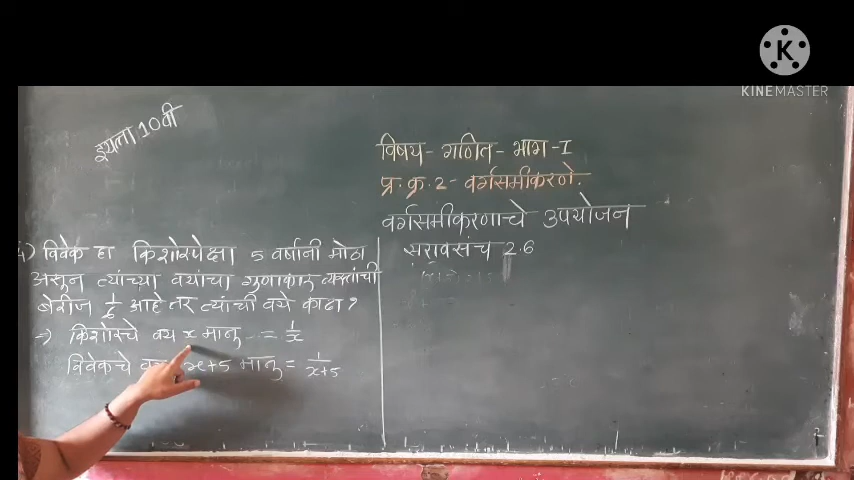 K
KINEMASTER
इयत्ता 10वी
विषय - गणित - भाग - I
प्र. क्र. 2 - वर्गसमीकरणे.
वर्गसमीकरणाचे उपयोजन
सरावसंच 2.6
विवेक हा किशोरपेक्षा 5 वर्षांनी मोठा
असून त्यांच्या वयांचा गुणाकार व्यस्तांची
बेरीज 1/6 आहे तर त्यांची वये काढा ?
⇒ किशोरचे वय x मानू = 1/x
विवेकचे x+5 मानू = 1/x+5